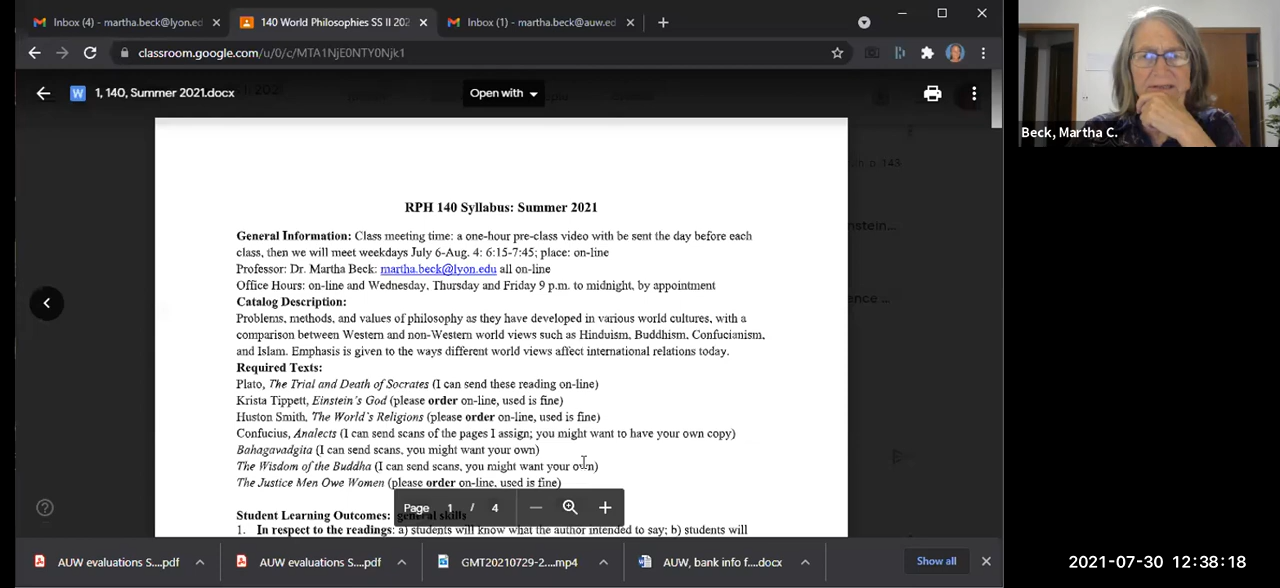 Inbox (4) - martha.beck@lyon.ed
140 World Philosophies SS II 202
Inbox (1) - martha.beck@auw.ed
classroom.google.com/u/0/c/MTA1NjE0NTY0Njk1
W
1, 140, Summer 2021.docx
Open with
Beck, Martha C.
RPH 140 Syllabus: Summer 2021
General Information: Class meeting time: a one-hour pre-class video with be sent the day before each
class, then we will meet weekdays July 6-Aug. 4: 6:15-7:45; place: on-line
Professor: Dr. Martha Beck: martha.beck@lyon.edu all on-line
Office Hours: on-line and Wednesday, Thursday and Friday 9 p.m. to midnight, by appointment
Catalog Description:
Problems, methods, and values of philosophy as they have developed in various world cultures, with a
comparison between Western and non-Western world views such as Hinduism, Buddhism, Confucianism,
and Islam. Emphasis is given to the ways different world views affect international relations today.
Required Texts:
Plato, The Trial and Death of Socrates (I can send these reading on-line)
Krista Tippett, Einstein's God (please order on-line, used is fine)
Huston Smith, The World's Religions (please order on-line, used is fine)
Confucius, Analects (I can send scans of the pages I assign; you might want to have your own copy)
Bahagavadgita (I can send scans, you might want your own)
The Wisdom of the Buddha (I can send scans, you might want your own)
The Justice Men Owe Women (please order on-line, used is fine)
Page 1 / 4
Student Learning Outcomes: general skills
1. In respect to the readings: a) students will know what the author intended to say; b) students will
AUW evaluations S....pdf
AUW evaluations S....pdf
GMT20210729-2....mp4
AUW, bank info f....docx
Show all
2021-07-30 12:38:18